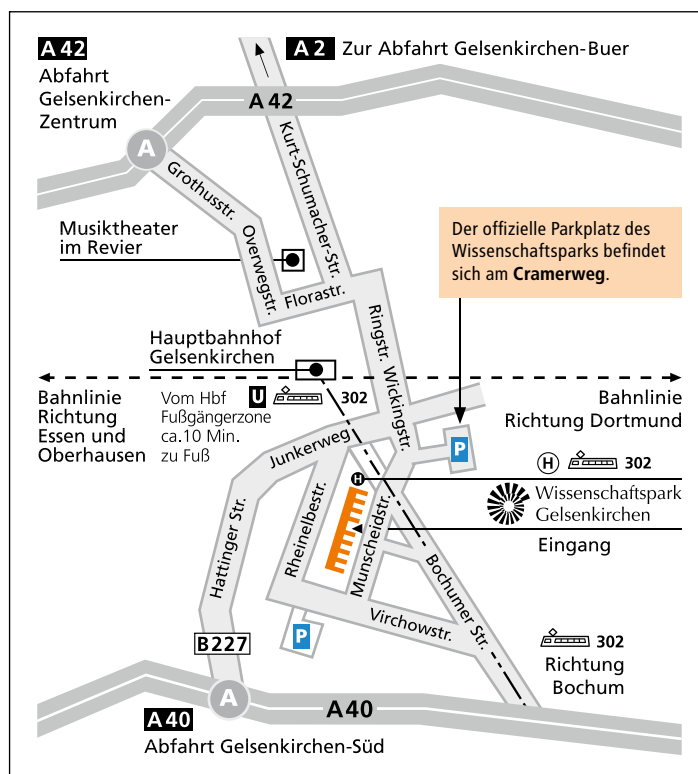 A 42
Abfahrt
Gelsenkirchen-
Zentrum
A 2 Zur Abfahrt Gelsenkirchen-Buer
A 42
A
Grothusstr.
Overwegstr.
Kurt-Schumacher-Str.
Musiktheater
im Revier
Florastr.
Der offizielle Parkplatz des
Wissenschaftsparks befindet
sich am Cramerweg.
Ringstr.
Wickingstr.
Hauptbahnhof
Gelsenkirchen
Bahnlinie
Richtung
Essen und
Oberhausen
Vom Hbf
Fußgängerzone
ca.10 Min.
zu Fuß
U 302
Bahnlinie
Richtung Dortmund
Junkerweg
P
H 302
H
Wissenschaftspark
Gelsenkirchen
Eingang
Hattinger Str.
Rheinelbestr.
Munscheidstr.
Bochumer Str.
Virchowstr.
P
B227
302
Richtung
Bochum
A
A 40
A 40
Abfahrt Gelsenkirchen-Süd